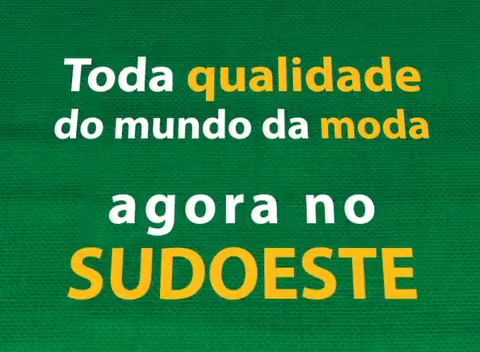 Toda qualidade
do mundo da moda
agora no
SUDOESTE